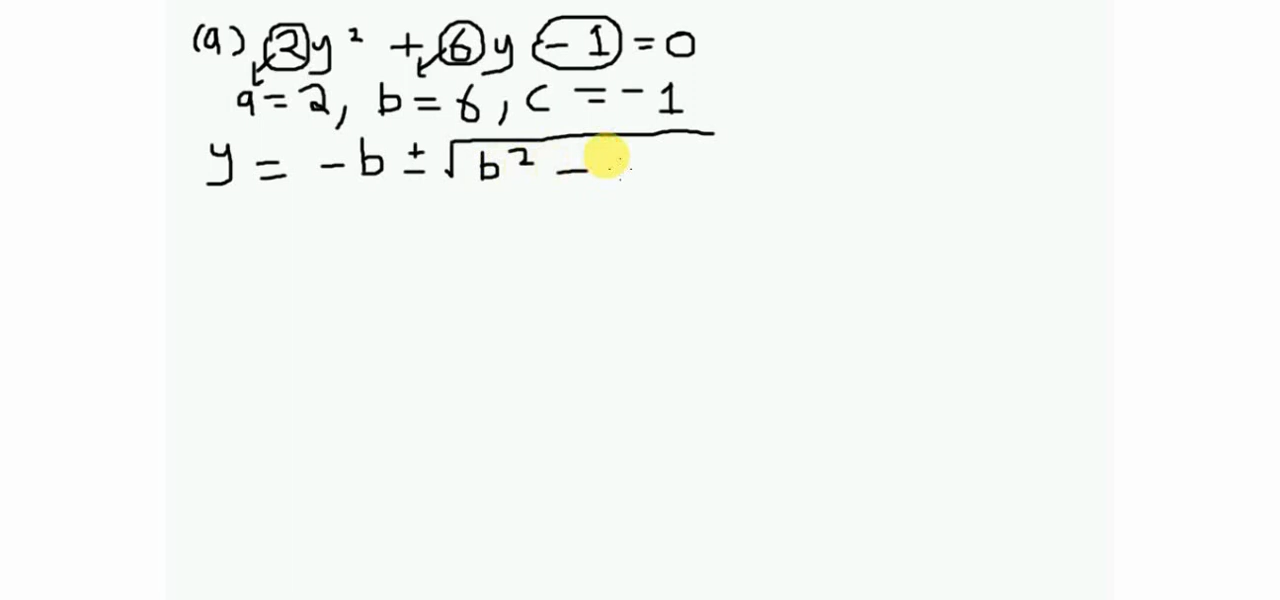 (a) 2y² + 6y - 1 = 0
a = 2, b = 6, c = - 1
y = - b ± √b² -